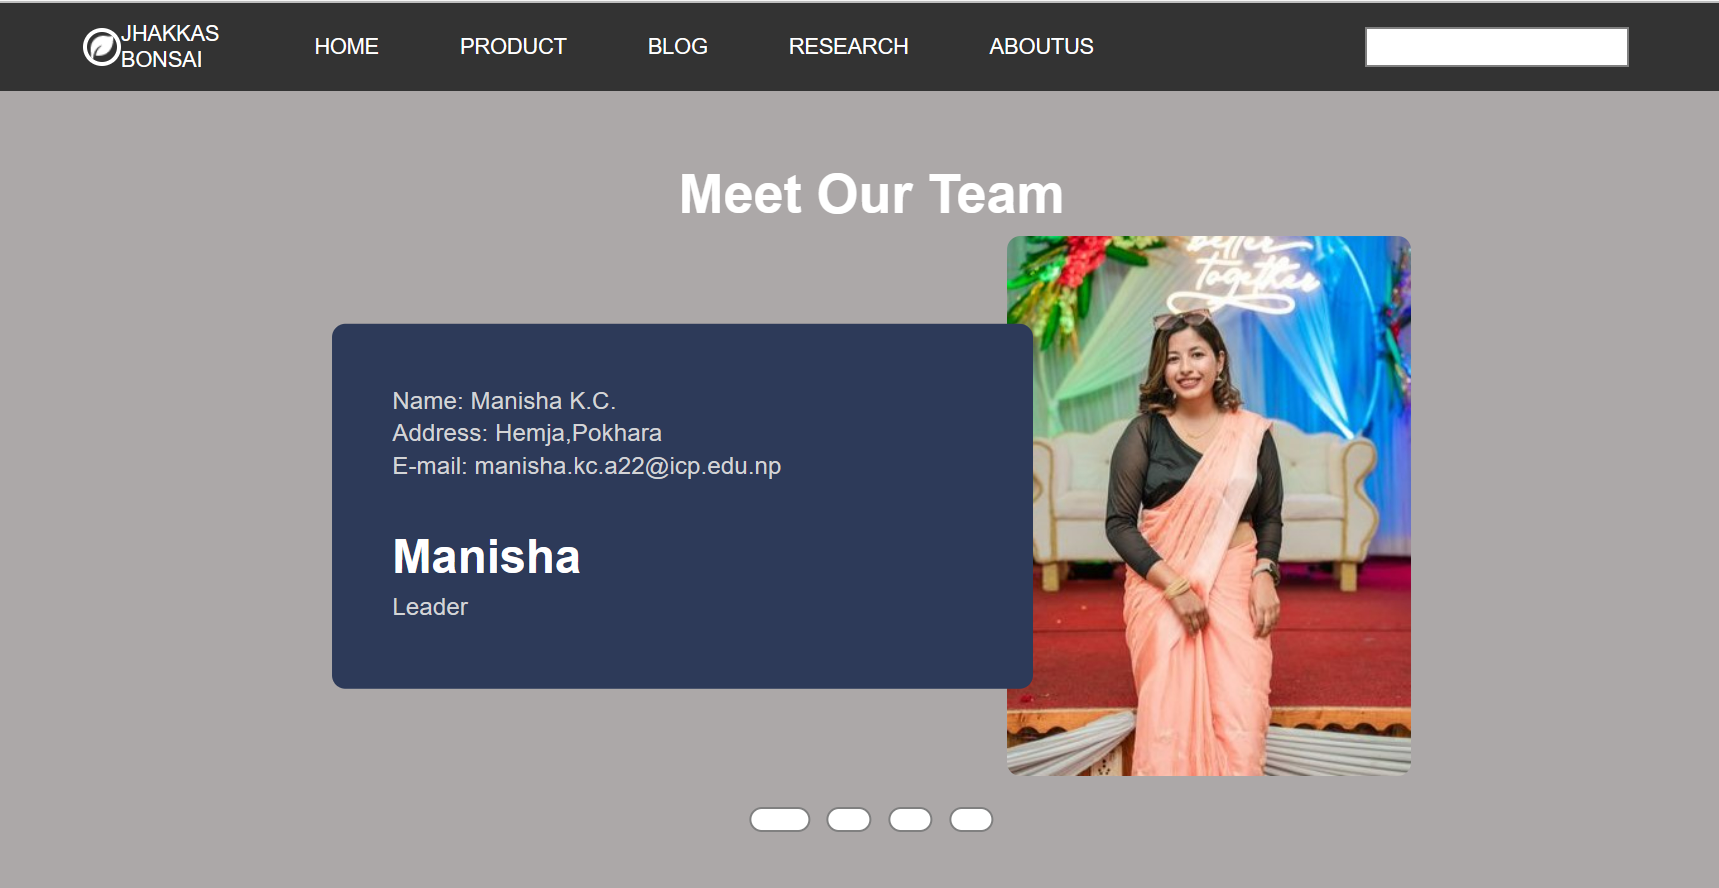 JHAKKAS
BONSAI
HOME PRODUCT BLOG RESEARCH ABOUTUS
Meet Our Team
better
together
Name: Manisha K.C.
Address: Hemja,Pokhara
E-mail: manisha.kc.a22@icp.edu.np
Manisha
Leader